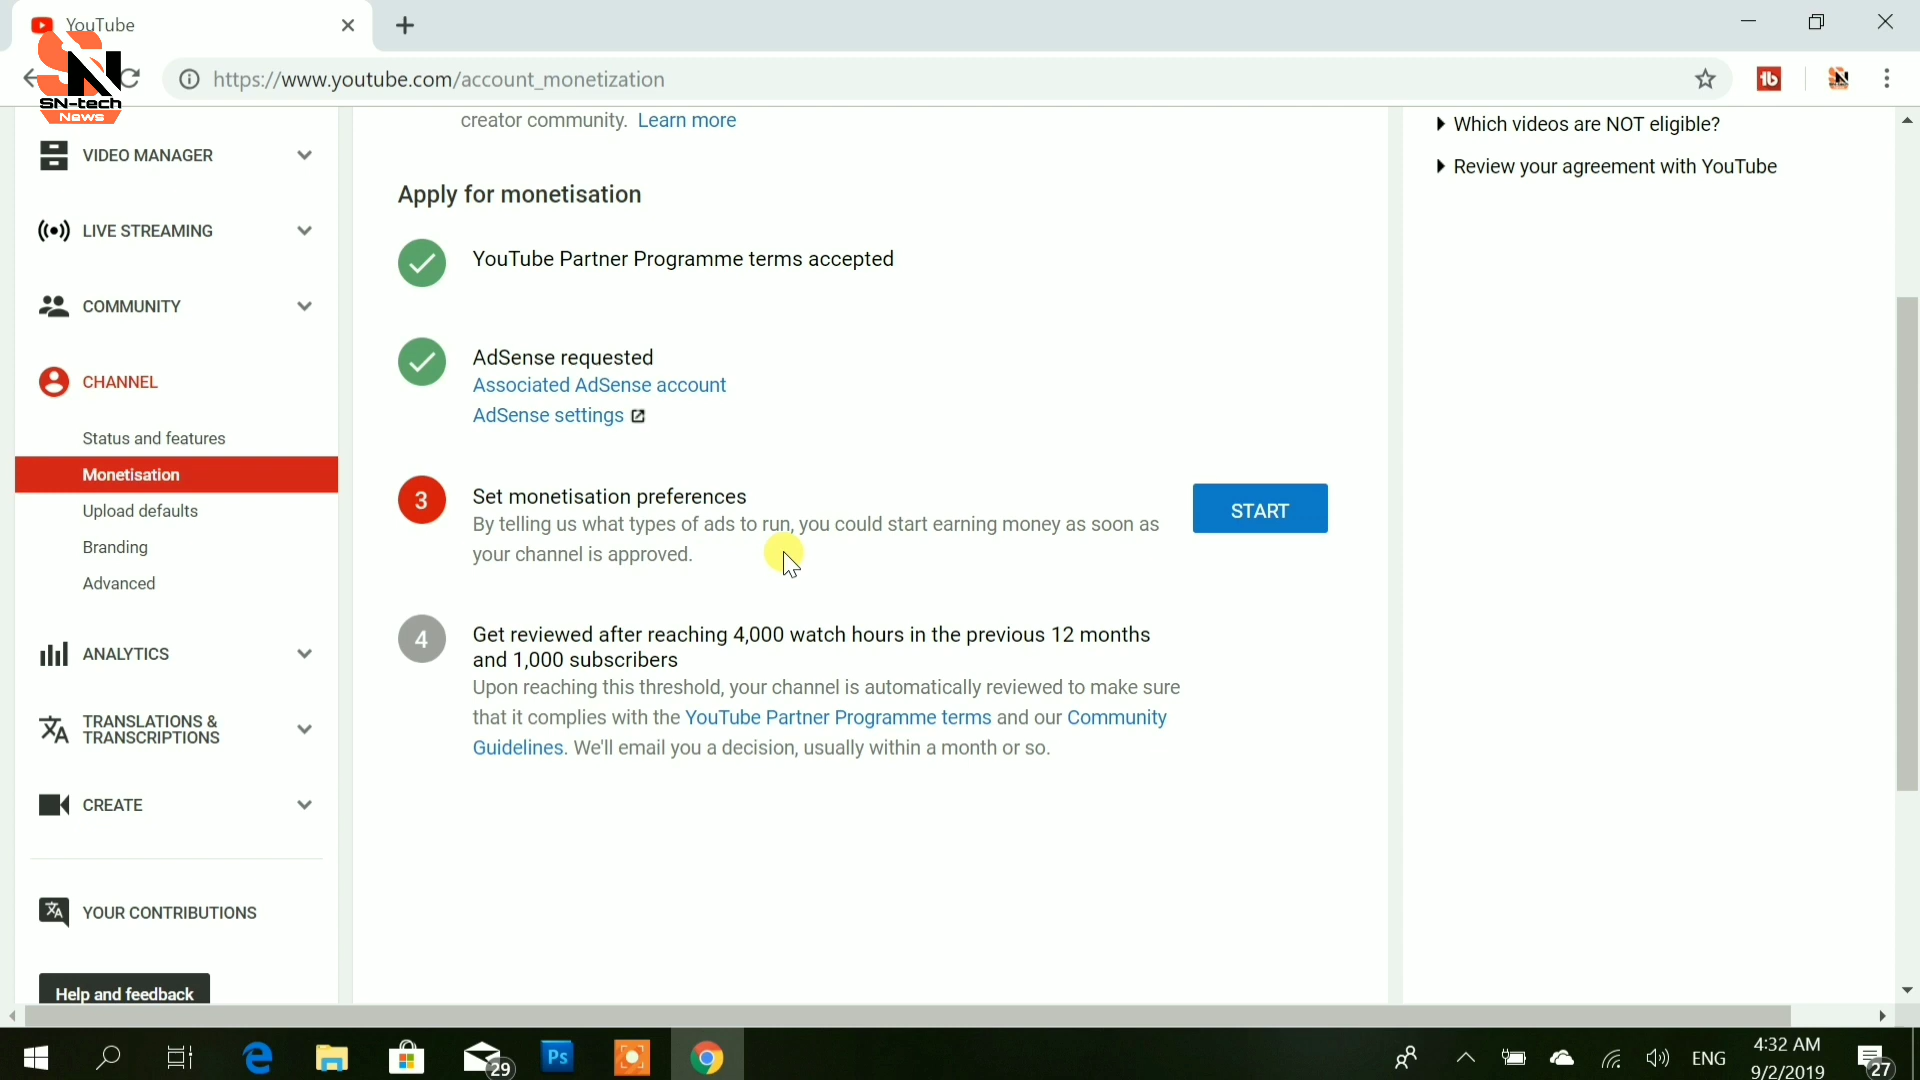 YouTube
https://www.youtube.com/account_monetization
SN
SN-tech
News
VIDEO MANAGER
LIVE STREAMING
COMMUNITY
CHANNEL
Status and features
Monetisation
Upload defaults
Branding
Advanced
ANALYTICS
TRANSLATIONS &
TRANSCRIPTIONS
CREATE
YOUR CONTRIBUTIONS
Help and feedback
creator community. Learn more
Apply for monetisation
YouTube Partner Programme terms accepted
AdSense requested
Associated AdSense account
AdSense settings
3
Set monetisation preferences
By telling us what types of ads to run, you could start earning money as soon as
your channel is approved.
START
4
Get reviewed after reaching 4,000 watch hours in the previous 12 months
and 1,000 subscribers
Upon reaching this threshold, your channel is automatically reviewed to make sure
that it complies with the YouTube Partner Programme terms and our Community
Guidelines. We'll email you a decision, usually within a month or so.
Which videos are NOT eligible?
Review your agreement with YouTube
29
Ps
ENG
4:32 AM
9/2/2019
27